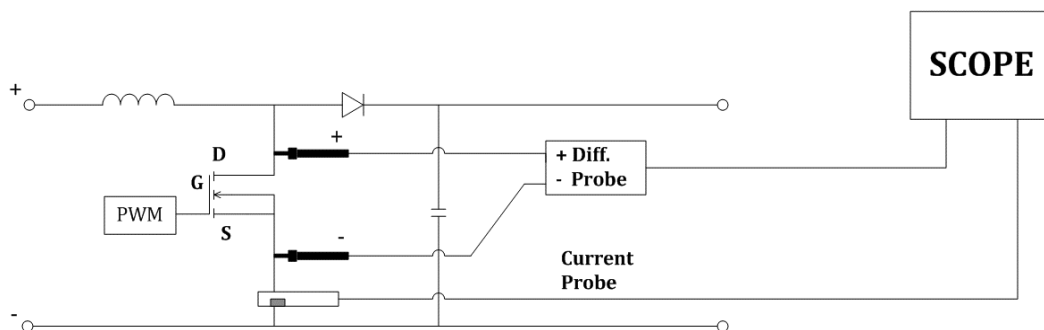 SCOPE
+
+
D
+ Diff.
- Probe
G
PWM
S
-
Current
Probe
-